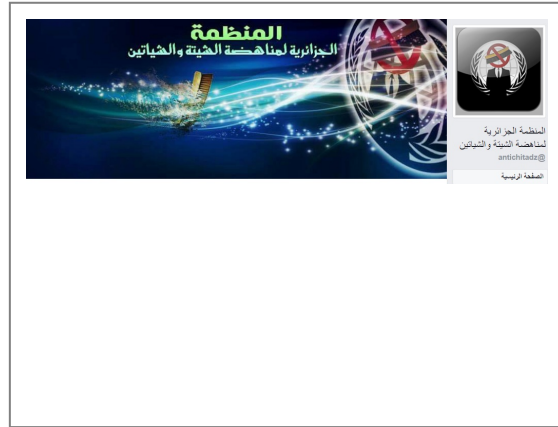 المنظمة
الجزائرية لمناهضة الشيتة والشياتين
المنظمة الجزائرية
لمناهضة الشيتة والشياتين
@antichitadz
الصفحة الرئيسية